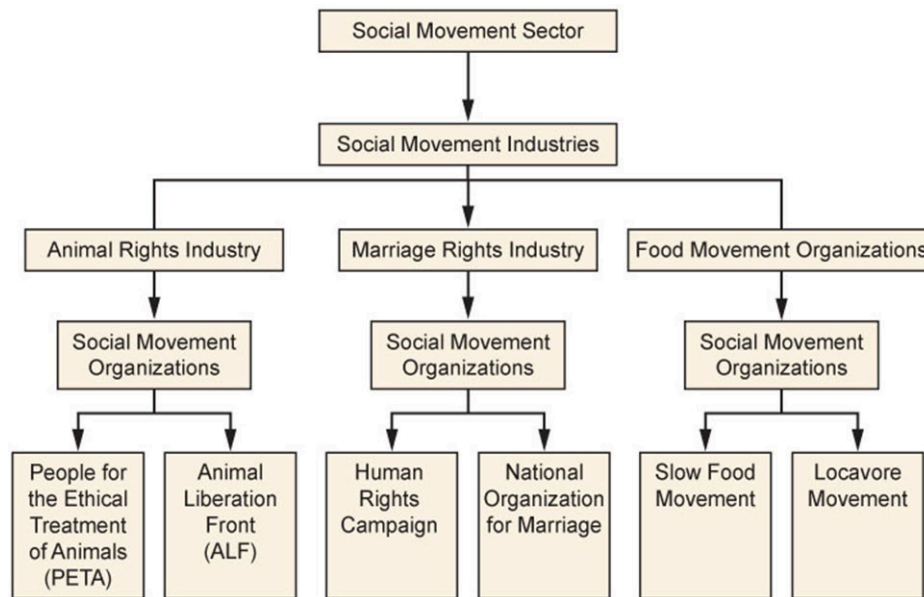 Social Movement Sector
Social Movement Industries
Animal Rights Industry
Marriage Rights Industry
Food Movement Organizations
Social Movement
Organizations
Social Movement
Organizations
Social Movement
Organizations
People for
the Ethical
Treatment
of Animals
(PETA)
Animal
Liberation
Front
(ALF)
Human
Rights
Campaign
National
Organization
for Marriage
Slow Food
Movement
Locavore
Movement